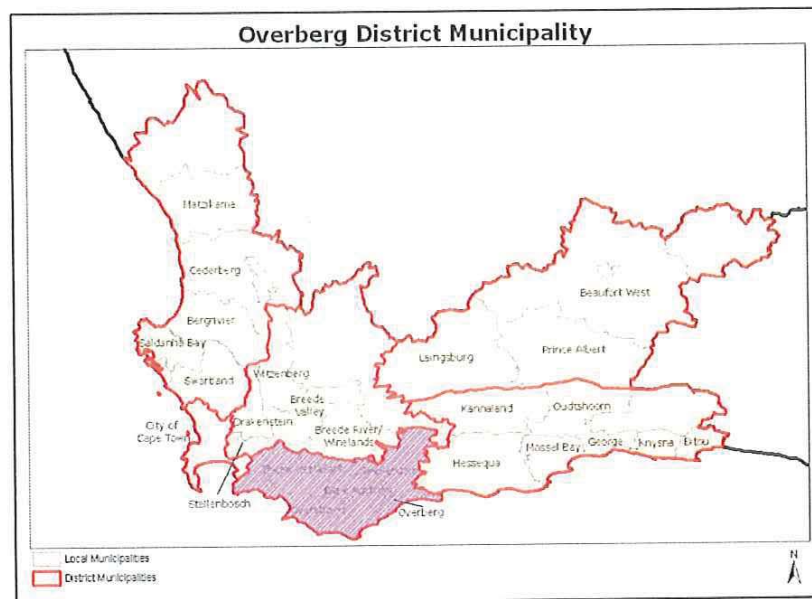 Overberg District Municipality
Matzikama
Cederberg
Bergrivier
Saldanha Bay
Swartland
Witzenberg
Beaufort West
Laingsburg
Prince Albert
Breede
Valley
Drakenstein
Breede River/
Winelands
City of
Cape Town
Kannaland
Oudtshoorn
Hessequa
Mossel Bay
George
Knysna
Bitou
Stellenbosch
Overberg
Local Municipalities
District Municipalities
N